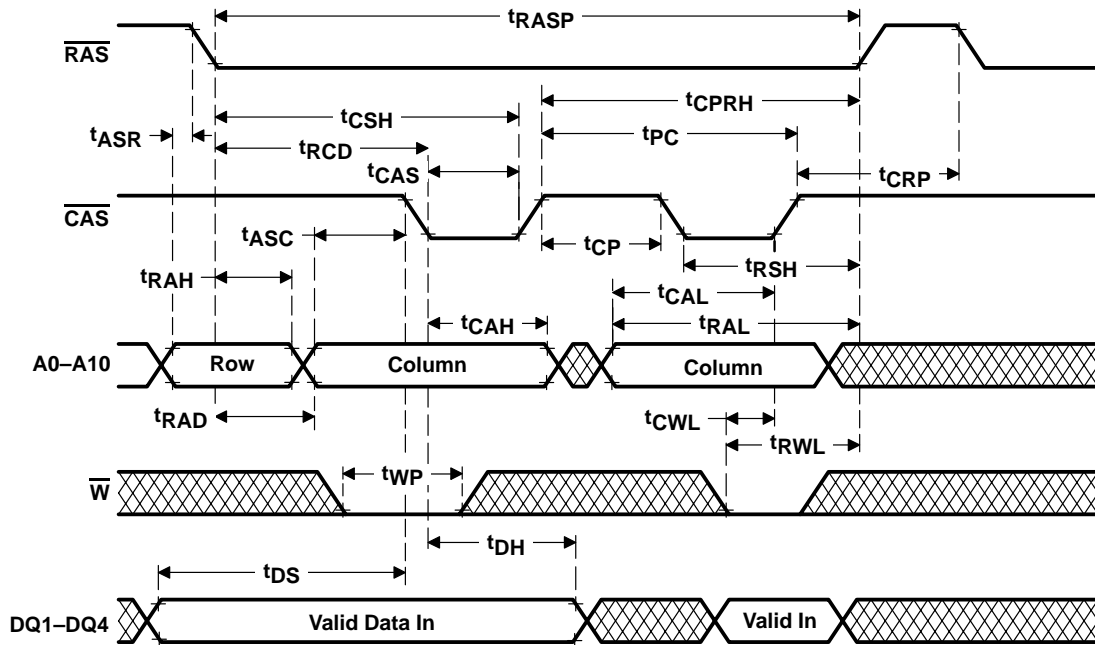 tRASP
RAS
tCPRH
tCSH
tASR
tPC
tRCD
tCAS
tCRP
CAS
tASC
tCP
tRSH
tRAH
tCAL
tCAH
tRAL
A0–A10
Row
Column
Column
tRAD
tCWL
tRWL
tWP
W
tDH
tDS
DQ1–DQ4
Valid Data In
Valid In